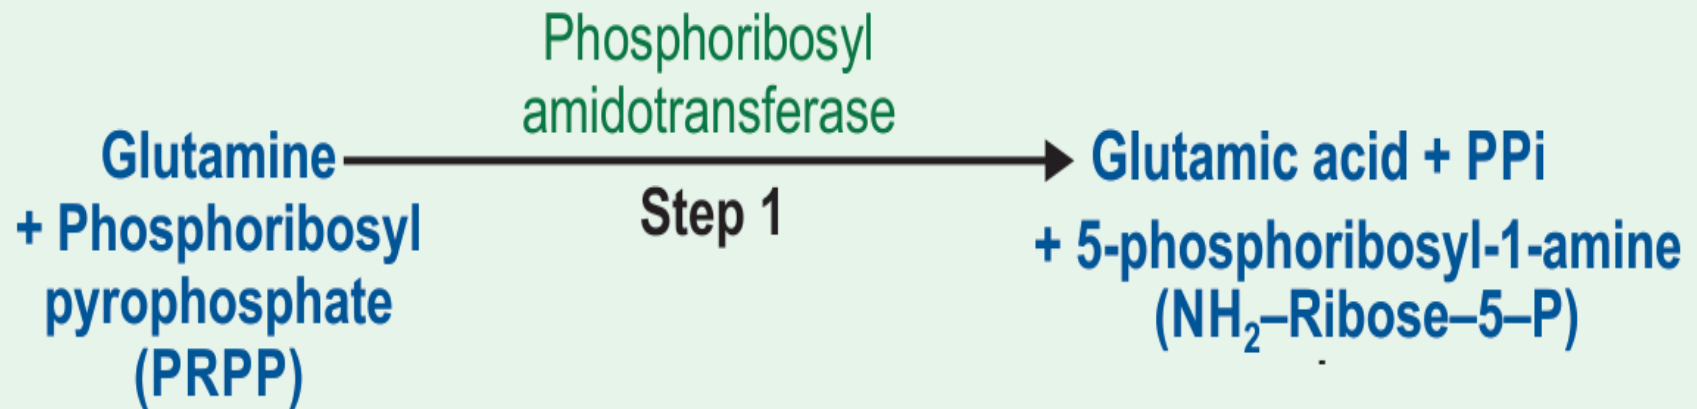 Phosphoribosyl
amidotransferase
Glutamine
+ Phosphoribosyl
pyrophosphate
(PRPP)
Step 1
Glutamic acid + PPi
+ 5-phosphoribosyl-1-amine
(NH₂–Ribose–5–P)